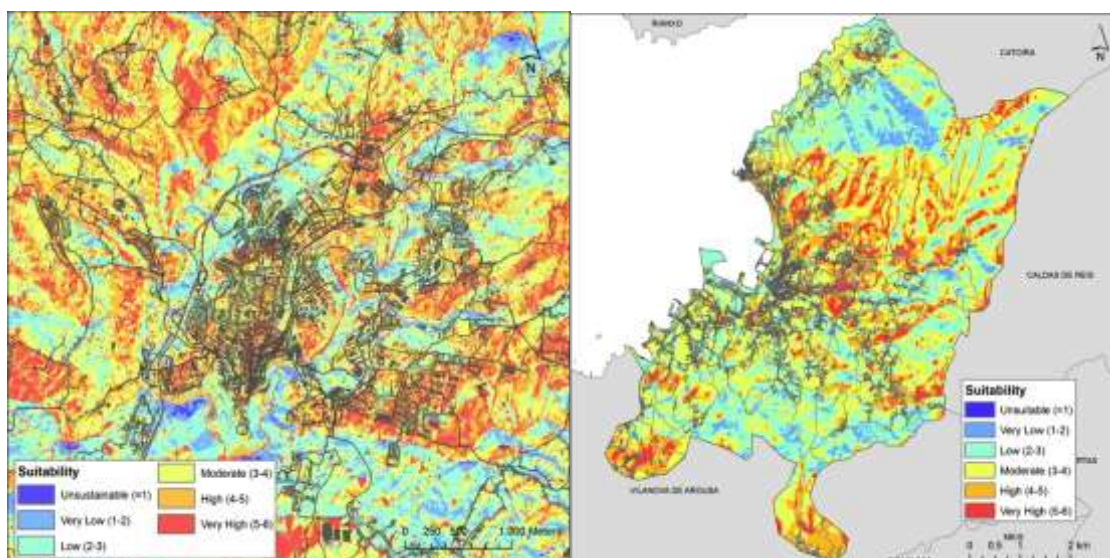 N
Suitability
Unsustainable (=1)
Very Low (1-2)
Low (2-3)
Moderate (3-4)
High (4-5)
Very High (5-6)
0 250 500 1.000 Meters
CATOIRA
N
CALDAS DE REIS
VILANOVA DE AROUSA
Suitability
Unsuitable (=1)
Very Low (1-2)
Low (2-3)
Moderate (3-4)
High (4-5)
Very High (5-6)
0 0.5 1 2 km